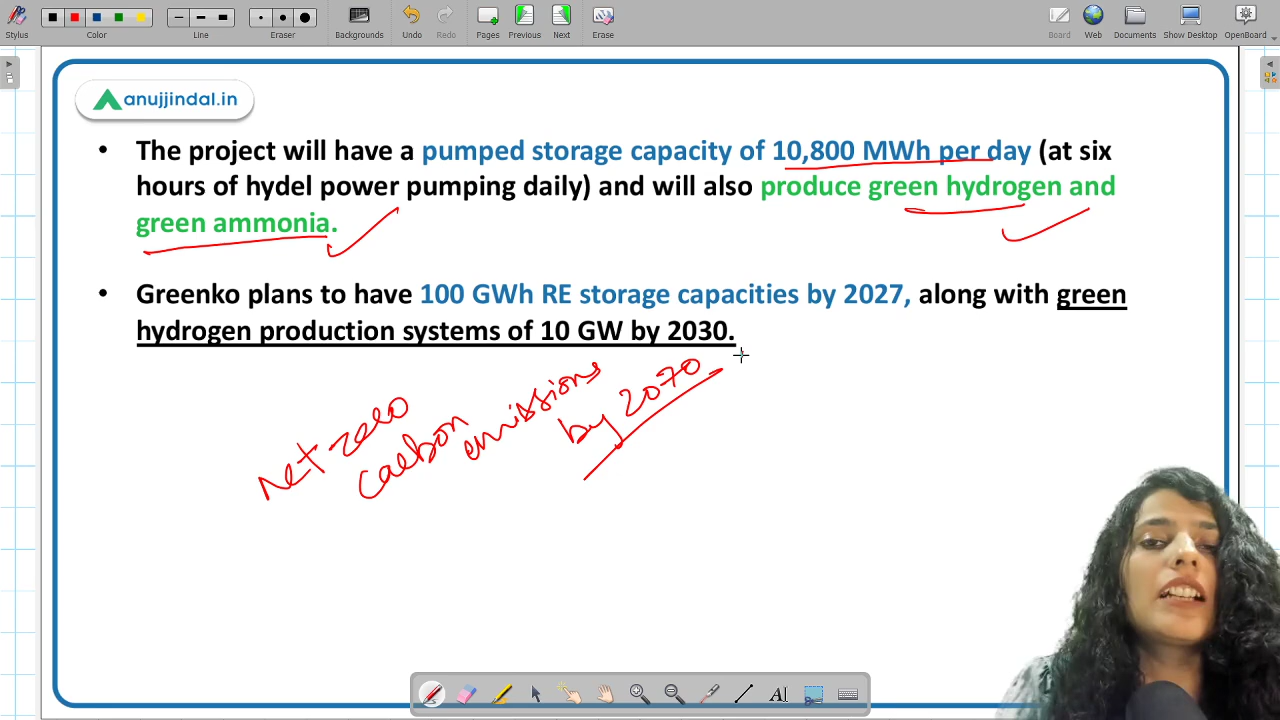 Stylus Color Line Eraser Backgrounds Undo Redo Pages Previous Next Erase Board Web Documents Show Desktop OpenBoard
anujjindal.in
• The project will have a pumped storage capacity of 10,800 MWh per day (at six
hours of hydel power pumping daily) and will also produce green hydrogen and
green ammonia.
• Greenko plans to have 100 GWh RE storage capacities by 2027, along with green
hydrogen production systems of 10 GW by 2030.
Net zero
carbon
emissions
by 2070
AI